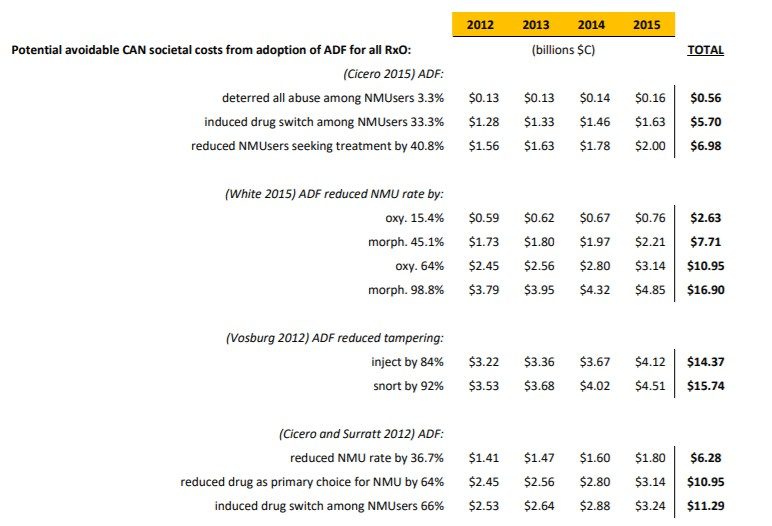 2012 2013 2014 2015
Potential avoidable CAN societal costs from adoption of ADF for all RxO: (billions $C) TOTAL
(Cicero 2015) ADF:
deterred all abuse among NMUsers 3.3% $0.13 $0.13 $0.14 $0.16 $0.56
induced drug switch among NMUsers 33.3% $1.28 $1.33 $1.46 $1.63 $5.70
reduced NMUsers seeking treatment by 40.8% $1.56 $1.63 $1.78 $2.00 $6.98
(White 2015) ADF reduced NMU rate by:
oxy. 15.4% $0.59 $0.62 $0.67 $0.76 $2.63
morph. 45.1% $1.73 $1.80 $1.97 $2.21 $7.71
oxy. 64% $2.45 $2.56 $2.80 $3.14 $10.95
morph. 98.8% $3.79 $3.95 $4.32 $4.85 $16.90
(Vosburg 2012) ADF reduced tampering:
inject by 84% $3.22 $3.36 $3.67 $4.12 $14.37
snort by 92% $3.53 $3.68 $4.02 $4.51 $15.74
(Cicero and Surratt 2012) ADF:
reduced NMU rate by 36.7% $1.41 $1.47 $1.60 $1.80 $6.28
reduced drug as primary choice for NMU by 64% $2.45 $2.56 $2.80 $3.14 $10.95
induced drug switch among NMUsers 66% $2.53 $2.64 $2.88 $3.24 $11.29